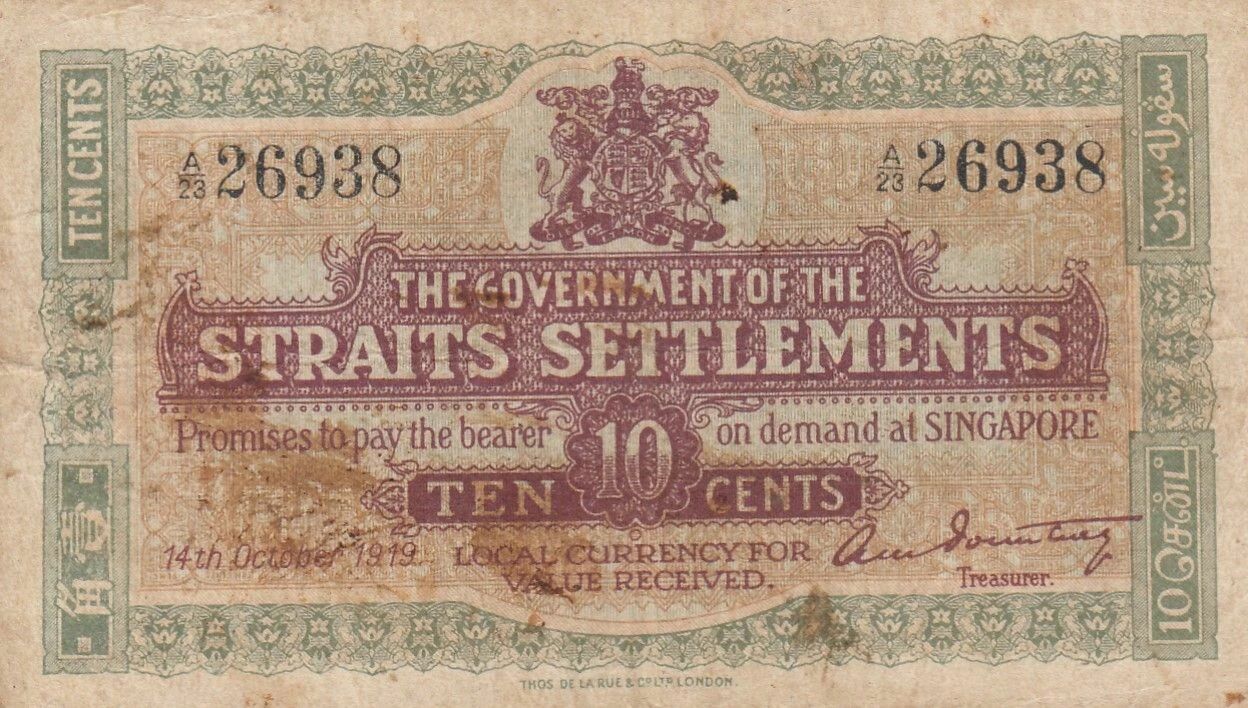 TEN CENTS
سڤوله سين
A/23 26938
A/23 26938
THE GOVERNMENT OF THE
STRAITS SETTLEMENTS
Promises to pay the bearer 10 on demand at SINGAPORE
TEN CENTS
14th October 1919.
LOCAL CURRENCY FOR
VALUE RECEIVED.
Treasurer.
壹角
10 செண்ட்
THOS DE LA RUE & Cº LTD LONDON.